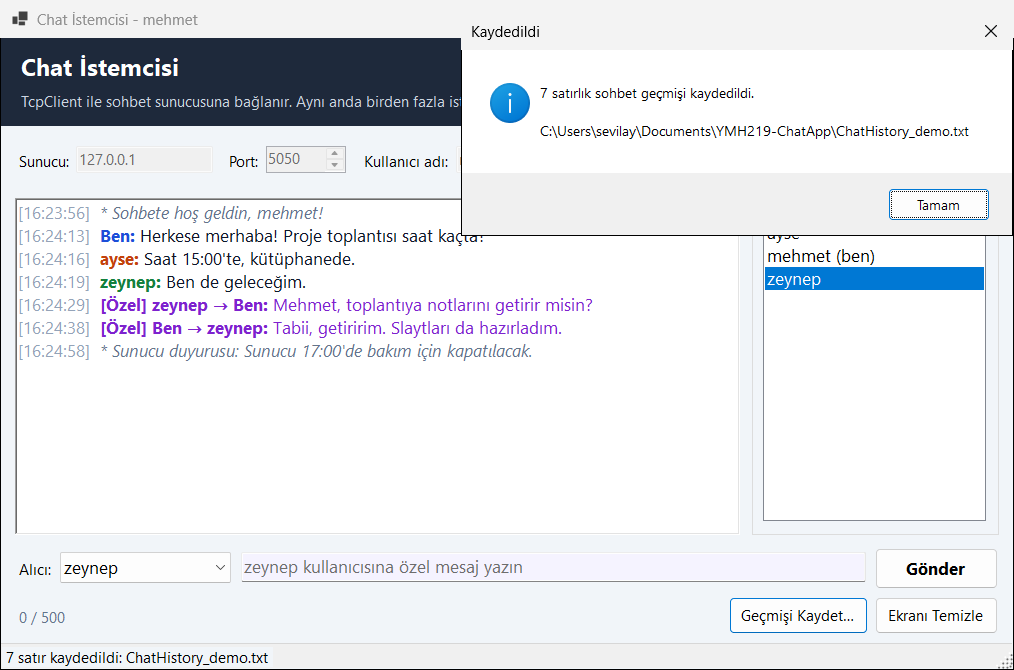 Chat İstemcisi - mehmet
Chat İstemcisi
TcpClient ile sohbet sunucusuna bağlanır. Aynı anda birden fazla
Kaydedildi
7 satırlık sohbet geçmişi kaydedildi.
C:\Users\sevilay\Documents\YMH219-ChatApp\ChatHistory_demo.txt
Tamam
Sunucu: 127.0.0.1 Port: 5050 Kullanıcı adı:
[16:23:56] * Sohbete hoş geldin, mehmet!
[16:24:13] Ben: Herkese merhaba! Proje toplantısı saat kaçta?
[16:24:16] ayse: Saat 15:00'te, kütüphanede.
[16:24:19] zeynep: Ben de geleceğim.
[16:24:29] [Özel] zeynep → Ben: Mehmet, toplantıya notlarını getirir misin?
[16:24:38] [Özel] Ben → zeynep: Tabii, getiririm. Slaytları da hazırladım.
[16:24:58] * Sunucu duyurusu: Sunucu 17:00'de bakım için kapatılacak.
ayse
mehmet (ben)
zeynep
Alıcı: zeynep zeynep kullanıcısına özel mesaj yazın Gönder
0 / 500 Geçmişi Kaydet... Ekranı Temizle
7 satır kaydedildi: ChatHistory_demo.txt